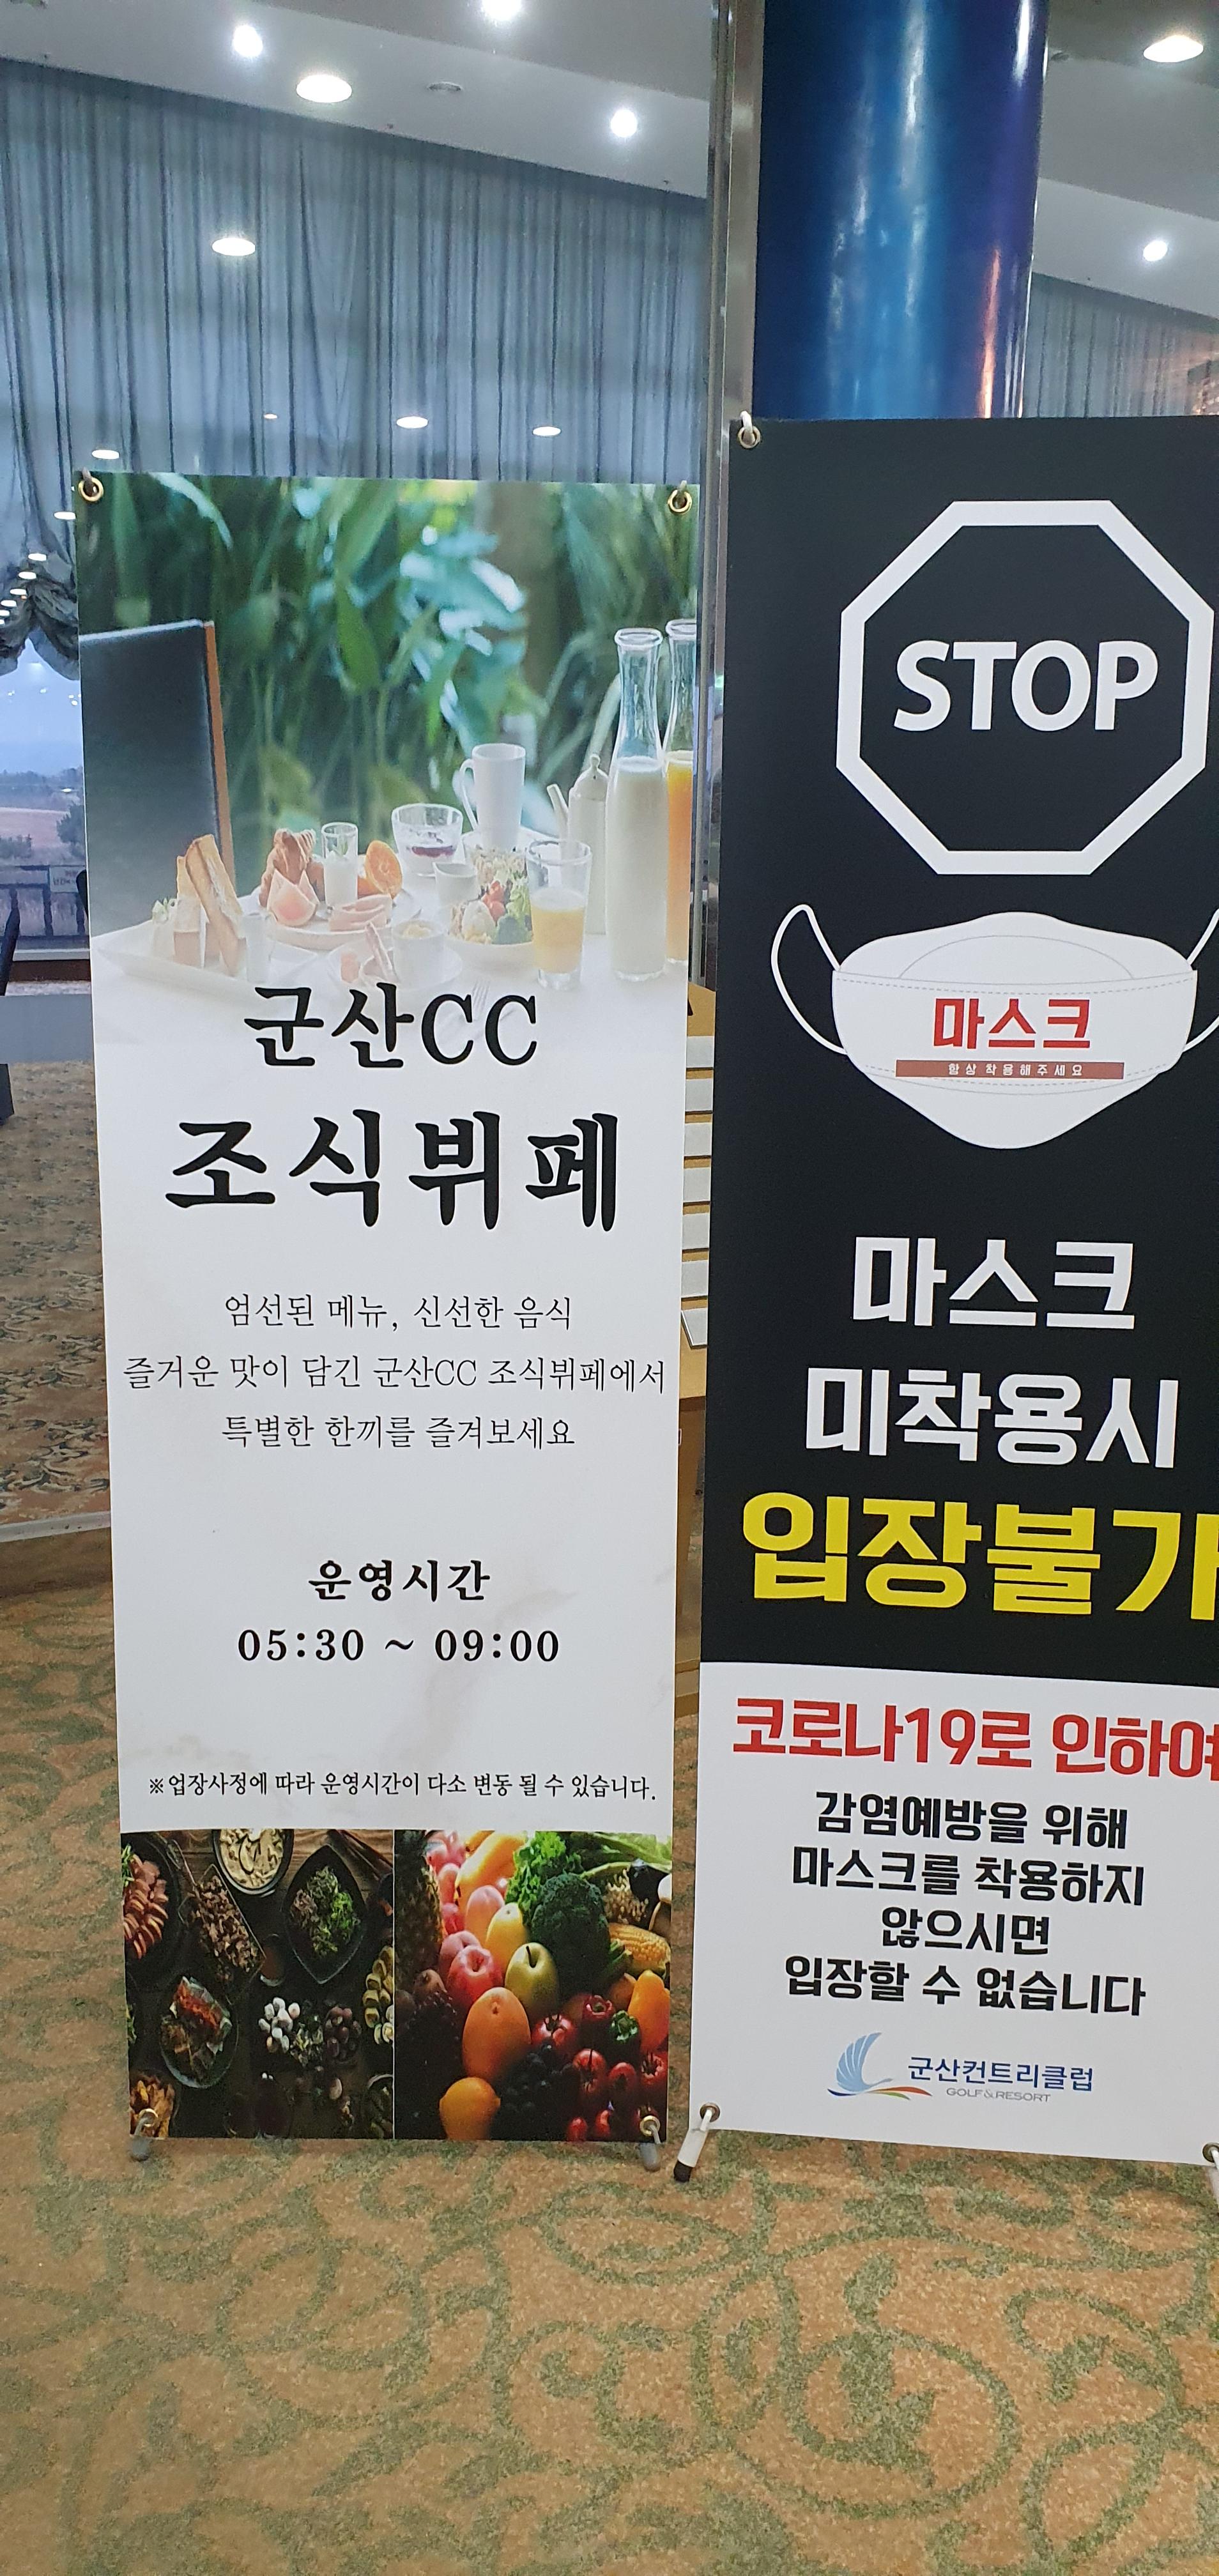 군산CC
조식뷔페
엄선된 메뉴, 신선한 음식
즐거운 맛이 담긴 군산CC 조식뷔페에서
특별한 한끼를 즐겨보세요
운영시간
05:30 ~ 09:00
※업장사정에 따라 운영시간이 다소 변동 될 수 있습니다.
STOP
마스크
항상 착용해주세요
마스크
미착용시
입장불가
코로나19로 인하여
감염예방을 위해
마스크를 착용하지
않으시면
입장할 수 없습니다
군산컨트리클럽
GOLF&RESORT